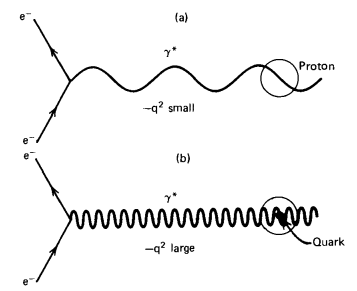 (a)
e⁻
γ*
Proton
−q² small
e⁻
e⁻
(b)
γ*
−q² large
Quark
e⁻